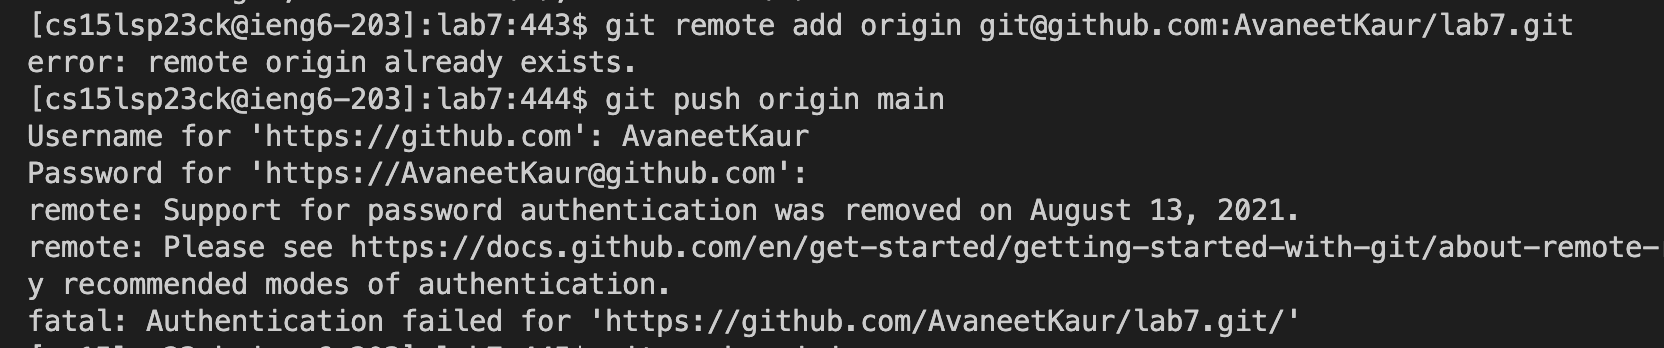 [cs15lsp23ck@ieng6-203]:lab7:443$ git remote add origin git@github.com:AvaneetKaur/lab7.git
error: remote origin already exists.
[cs15lsp23ck@ieng6-203]:lab7:444$ git push origin main
Username for 'https://github.com': AvaneetKaur
Password for 'https://AvaneetKaur@github.com':
remote: Support for password authentication was removed on August 13, 2021.
remote: Please see https://docs.github.com/en/get-started/getting-started-with-git/about-remote-
y recommended modes of authentication.
fatal: Authentication failed for 'https://github.com/AvaneetKaur/lab7.git/'